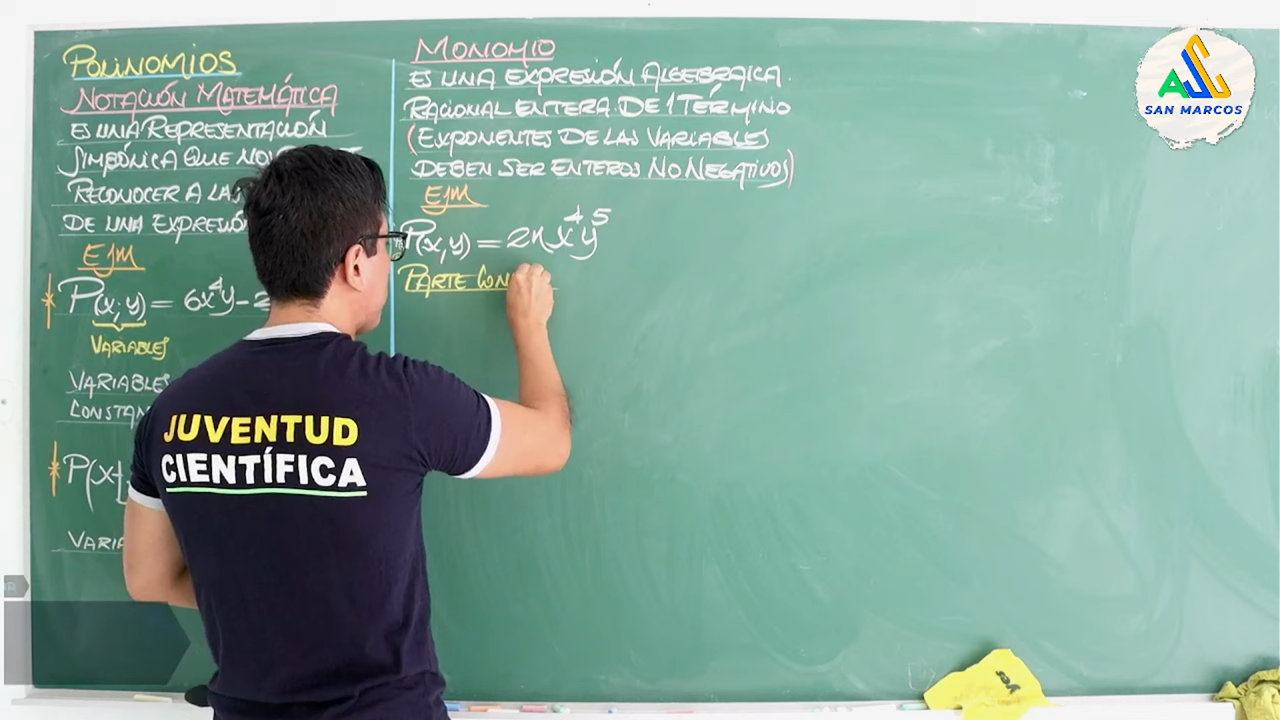 POLINOMIOS
NOTACIÓN MATEMÁTICA
ES UNA REPRESENTACIÓN
SIMBÓLICA QUE NOS
RECONOCER A LAS
DE UNA EXPRESIÓN
EJM
P(x; y) = 6x⁴y - 2
VARIABLES
VARIABLES
CONSTAN
P(x
VARIA
MONOMIO
ES UNA EXPRESIÓN ALGEBRAICA.
RACIONAL ENTERA DE 1 TÉRMINO
(EXPONENTES DE LAS VARIABLES
DEBEN SER ENTEROS NO NEGATIVOS)
EJM
P(x, y) = 2n x⁴ y⁵
PARTE CON
JUVENTUD
CIENTÍFICA
SAN MARCOS